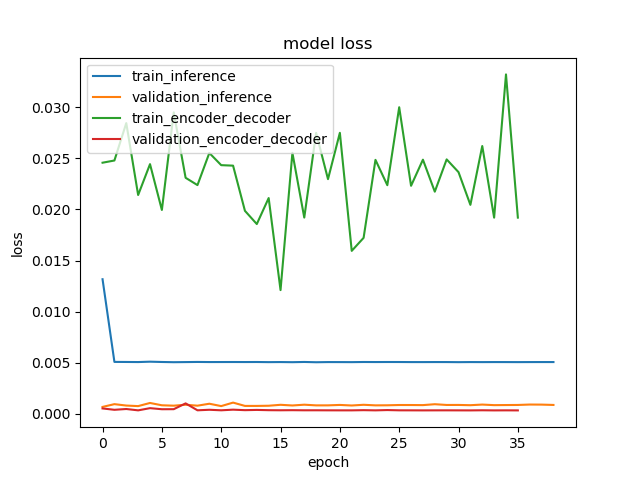 model loss
train_inference
validation_inference
train_encoder_decoder
validation_encoder_decoder
0.030
0.025
0.020
0.015
0.010
0.005
0.000
loss
0 5 10 15 20 25 30 35
epoch